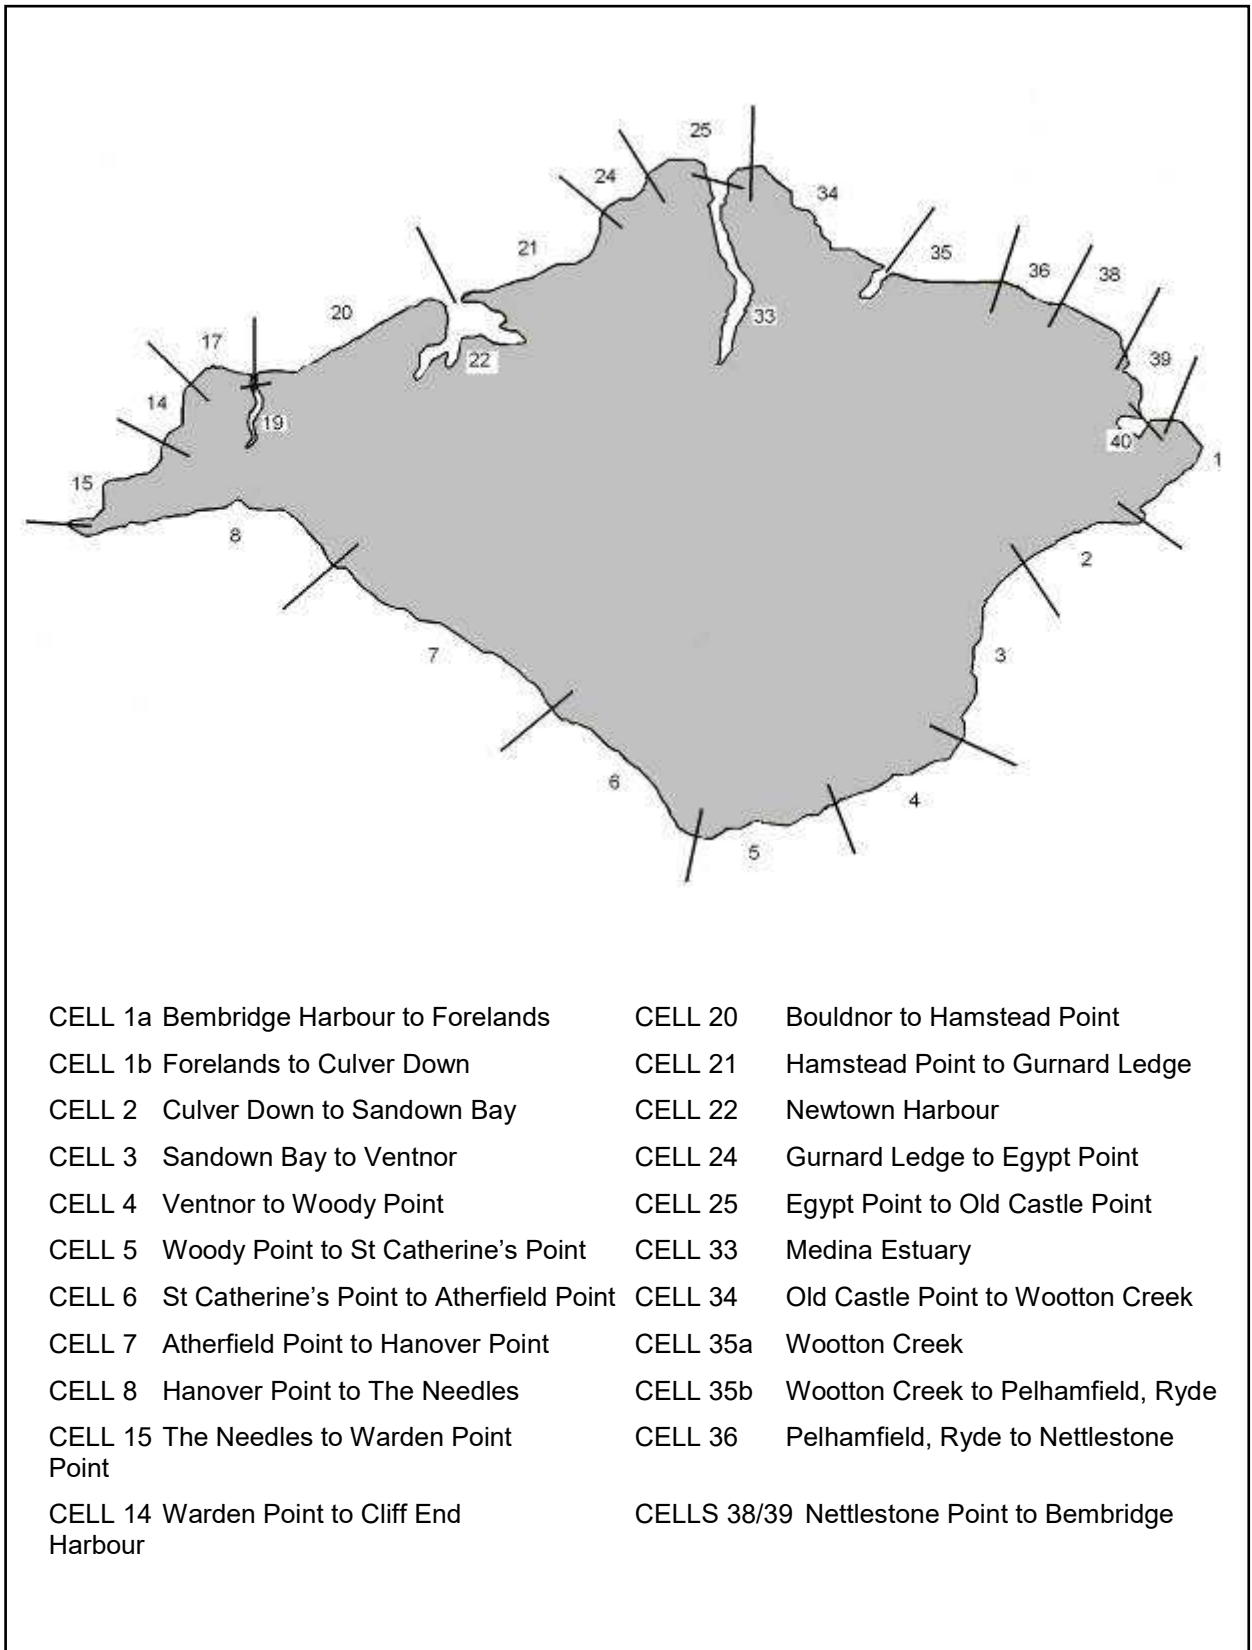 25
24
34
21
35
36
38
20
33
17
22
39
14
19
40
1
15
8
2
7
3
6
4
5
CELL 1a Bembridge Harbour to Forelands CELL 20 Bouldnor to Hamstead Point
CELL 1b Forelands to Culver Down CELL 21 Hamstead Point to Gurnard Ledge
CELL 2 Culver Down to Sandown Bay CELL 22 Newtown Harbour
CELL 3 Sandown Bay to Ventnor CELL 24 Gurnard Ledge to Egypt Point
CELL 4 Ventnor to Woody Point CELL 25 Egypt Point to Old Castle Point
CELL 5 Woody Point to St Catherine’s Point CELL 33 Medina Estuary
CELL 6 St Catherine’s Point to Atherfield Point CELL 34 Old Castle Point to Wootton Creek
CELL 7 Atherfield Point to Hanover Point CELL 35a Wootton Creek
CELL 8 Hanover Point to The Needles CELL 35b Wootton Creek to Pelhamfield, Ryde
CELL 15 The Needles to Warden Point CELL 36 Pelhamfield, Ryde to Nettlestone
Point
CELL 14 Warden Point to Cliff End CELLS 38/39 Nettlestone Point to Bembridge
Harbour